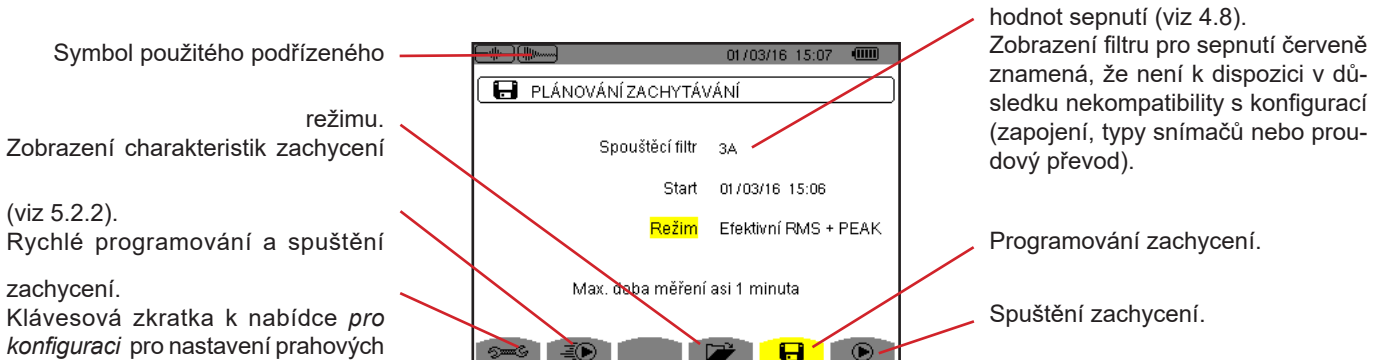 Symbol použitého podřízeného
režimu.
Zobrazení charakteristik zachycení
(viz 5.2.2).
Rychlé programování a spuštění
zachycení.
Klávesová zkratka k nabídce pro
konfiguraci pro nastavení prahových
01/03/16 15:07
PLÁNOVÁNÍ ZACHYTÁVÁNÍ
Spouštěcí filtr 3A
Start 01/03/16 15:06
Režim Efektivní RMS + PEAK
Max. doba měření asi 1 minuta
hodnot sepnutí (viz 4.8).
Zobrazení filtru pro sepnutí červeně
znamená, že není k dispozici v dů-
sledku nekompatibility s konfigurací
(zapojení, typy snímačů nebo prou-
dový převod).
Programování zachycení.
Spuštění zachycení.